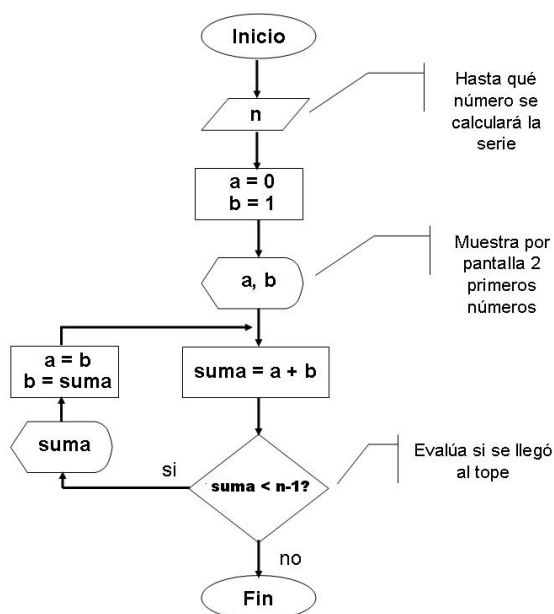 Inicio
n
Hasta qué
número se
calculará la
serie
a = 0
b = 1
a, b
Muestra por
pantalla 2
primeros
números
a = b
b = suma
suma = a + b
suma
si
suma < n-1?
Evalúa si se llegó
al tope
no
Fin